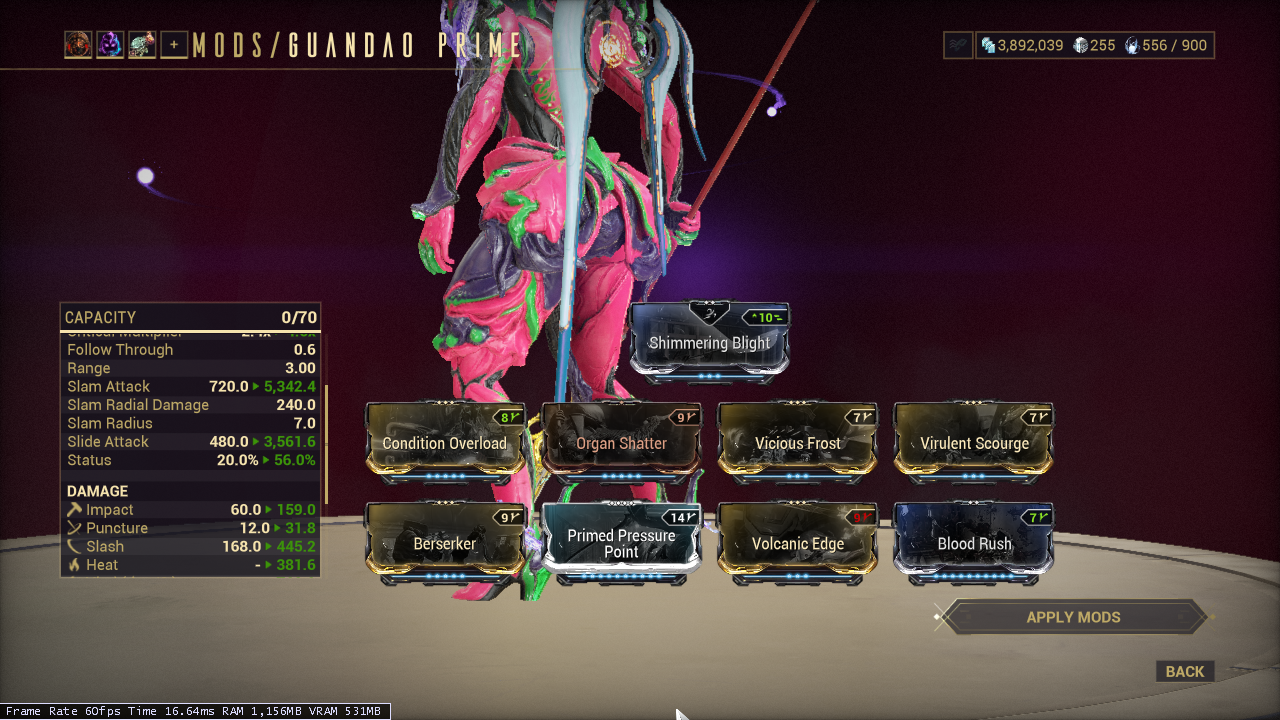 MODS/GUANDAO PRIME
3,892,039 255 556 / 900
+
CAPACITY 0/70
Follow Through 0.6
Range 3.00
Slam Attack 720.0 ▸ 5,342.4
Slam Radial Damage 240.0
Slam Radius 7.0
Slide Attack 480.0 ▸ 3,561.6
Status 20.0% ▸ 56.0%
DAMAGE
Impact 60.0 ▸ 159.0
Puncture 12.0 ▸ 31.8
Slash 168.0 ▸ 445.2
Heat - ▸ 381.6
10
Shimmering Blight
8
Condition Overload
9
Organ Shatter
7
Vicious Frost
7
Virulent Scourge
9
Berserker
14
Primed Pressure
Point
9
Volcanic Edge
7
Blood Rush
APPLY MODS
BACK
Frame Rate 60fps Time 16.64ms RAM 1,156MB VRAM 531MB